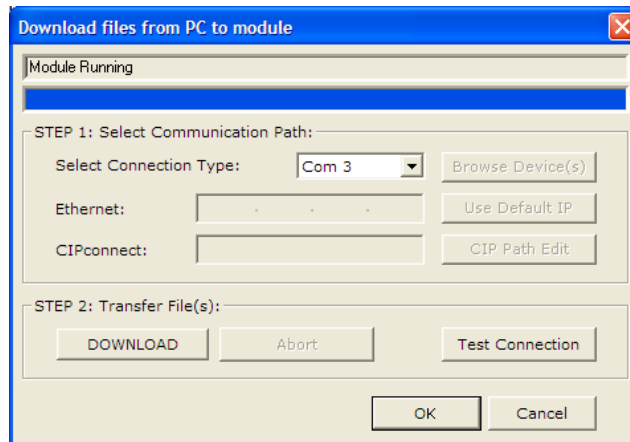 Download files from PC to module
Module Running
STEP 1: Select Communication Path:
Select Connection Type: Com 3 Browse Device(s)
Ethernet: . . . Use Default IP
CIPconnect: CIP Path Edit
STEP 2: Transfer File(s):
DOWNLOAD Abort Test Connection
OK Cancel